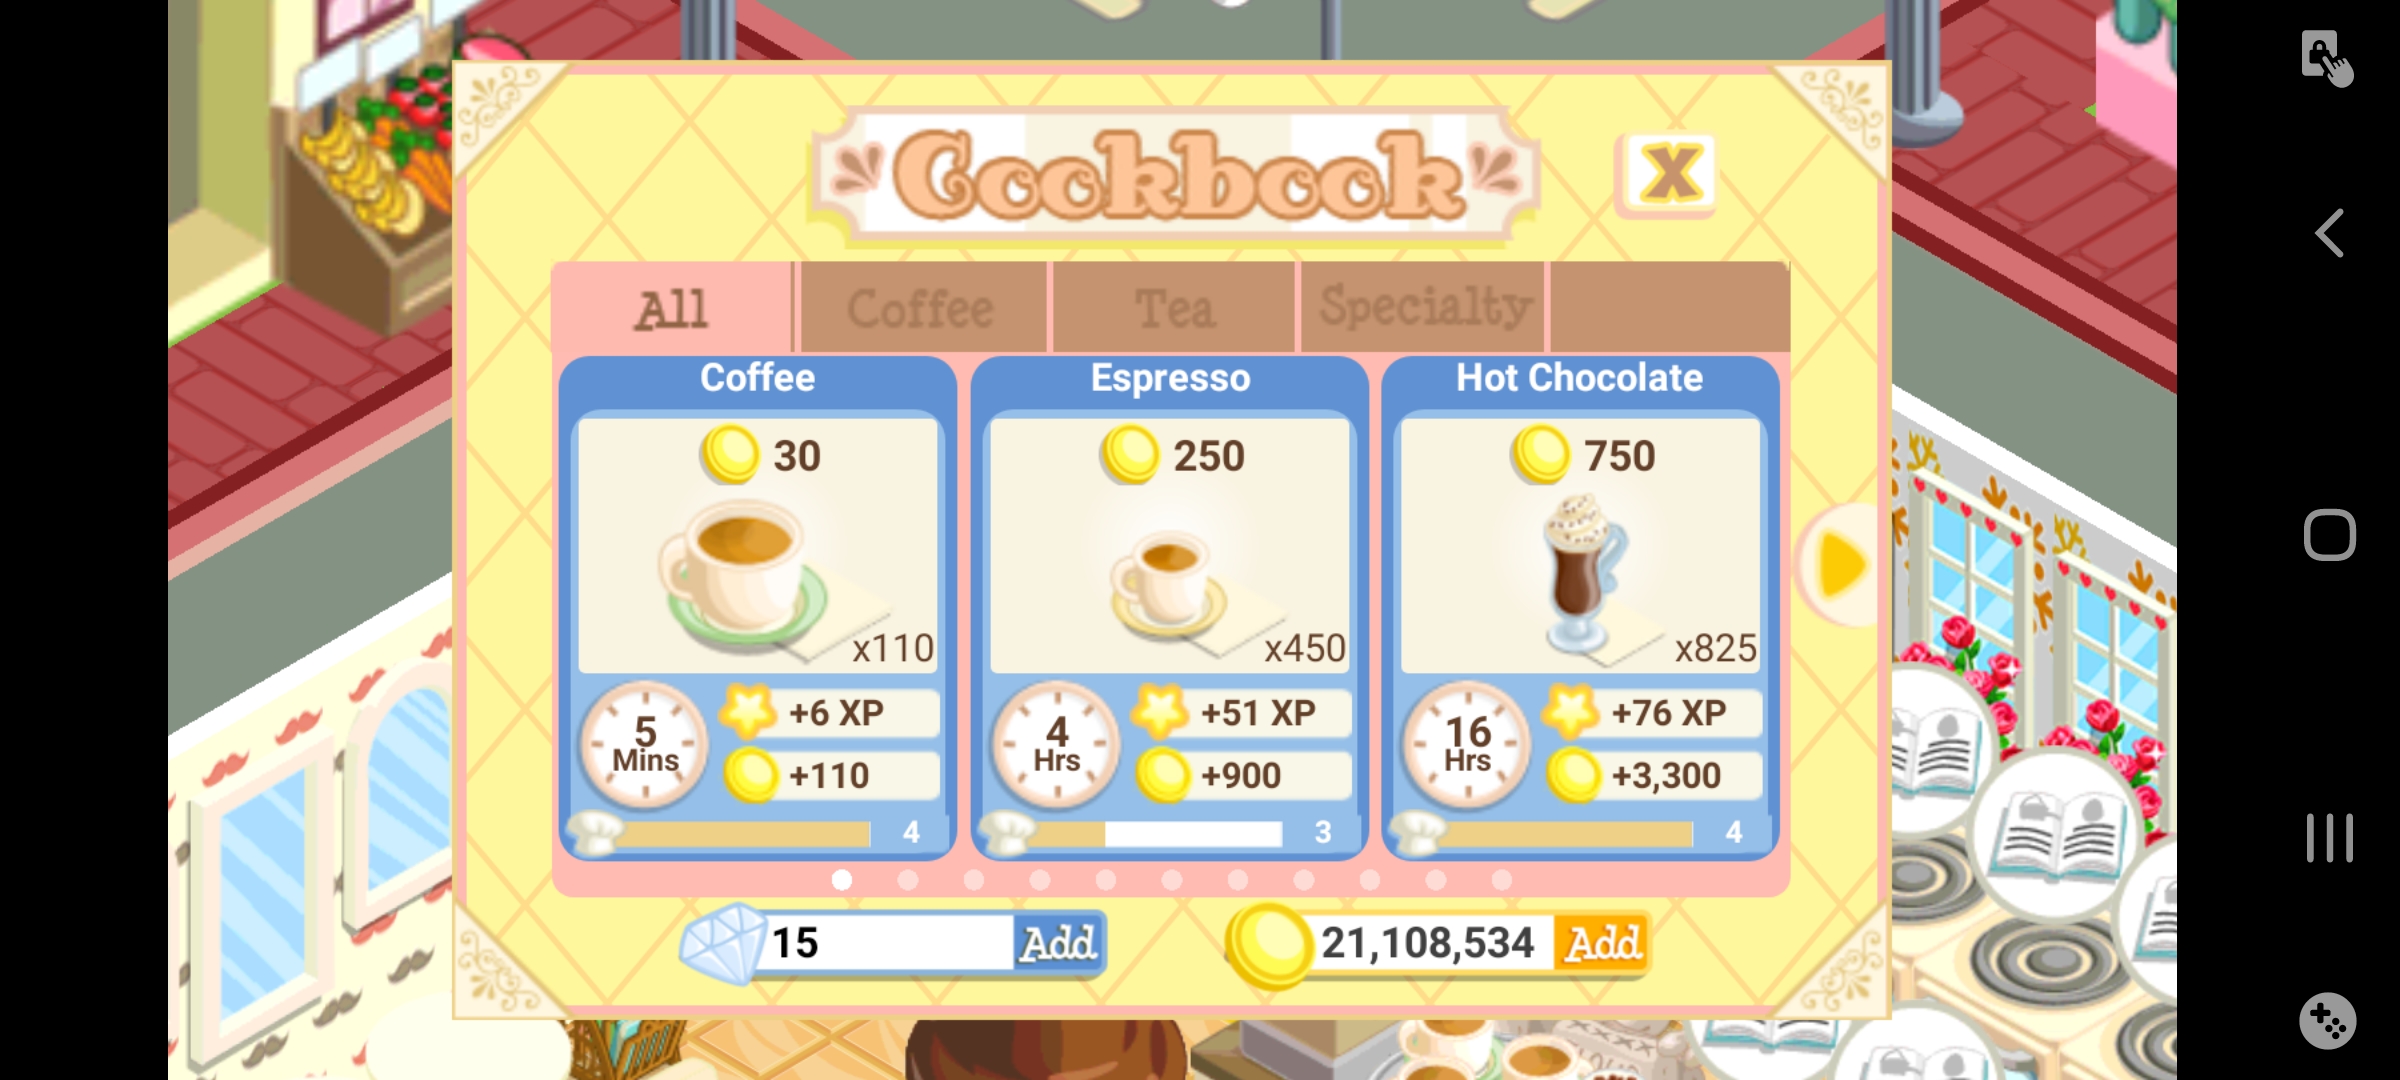 Cookbook
X
All
Coffee
Tea
Specialty
Coffee
30
x110
5
Mins
+6 XP
+110
4
Espresso
250
x450
4
Hrs
+51 XP
+900
3
Hot Chocolate
750
x825
16
Hrs
+76 XP
+3,300
4
15
Add
21,108,534
Add